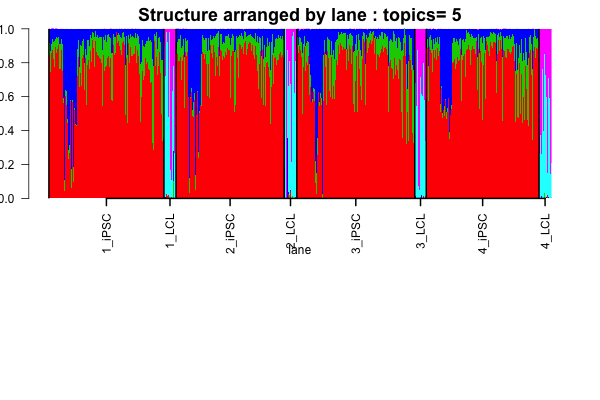 Structure arranged by lane : topics= 5
1.0
0.8
0.6
0.4
0.2
0.0
1_iPSC
1_LCL
2_iPSC
2_LCL
3_iPSC
3_LCL
4_iPSC
4_LCL
lane